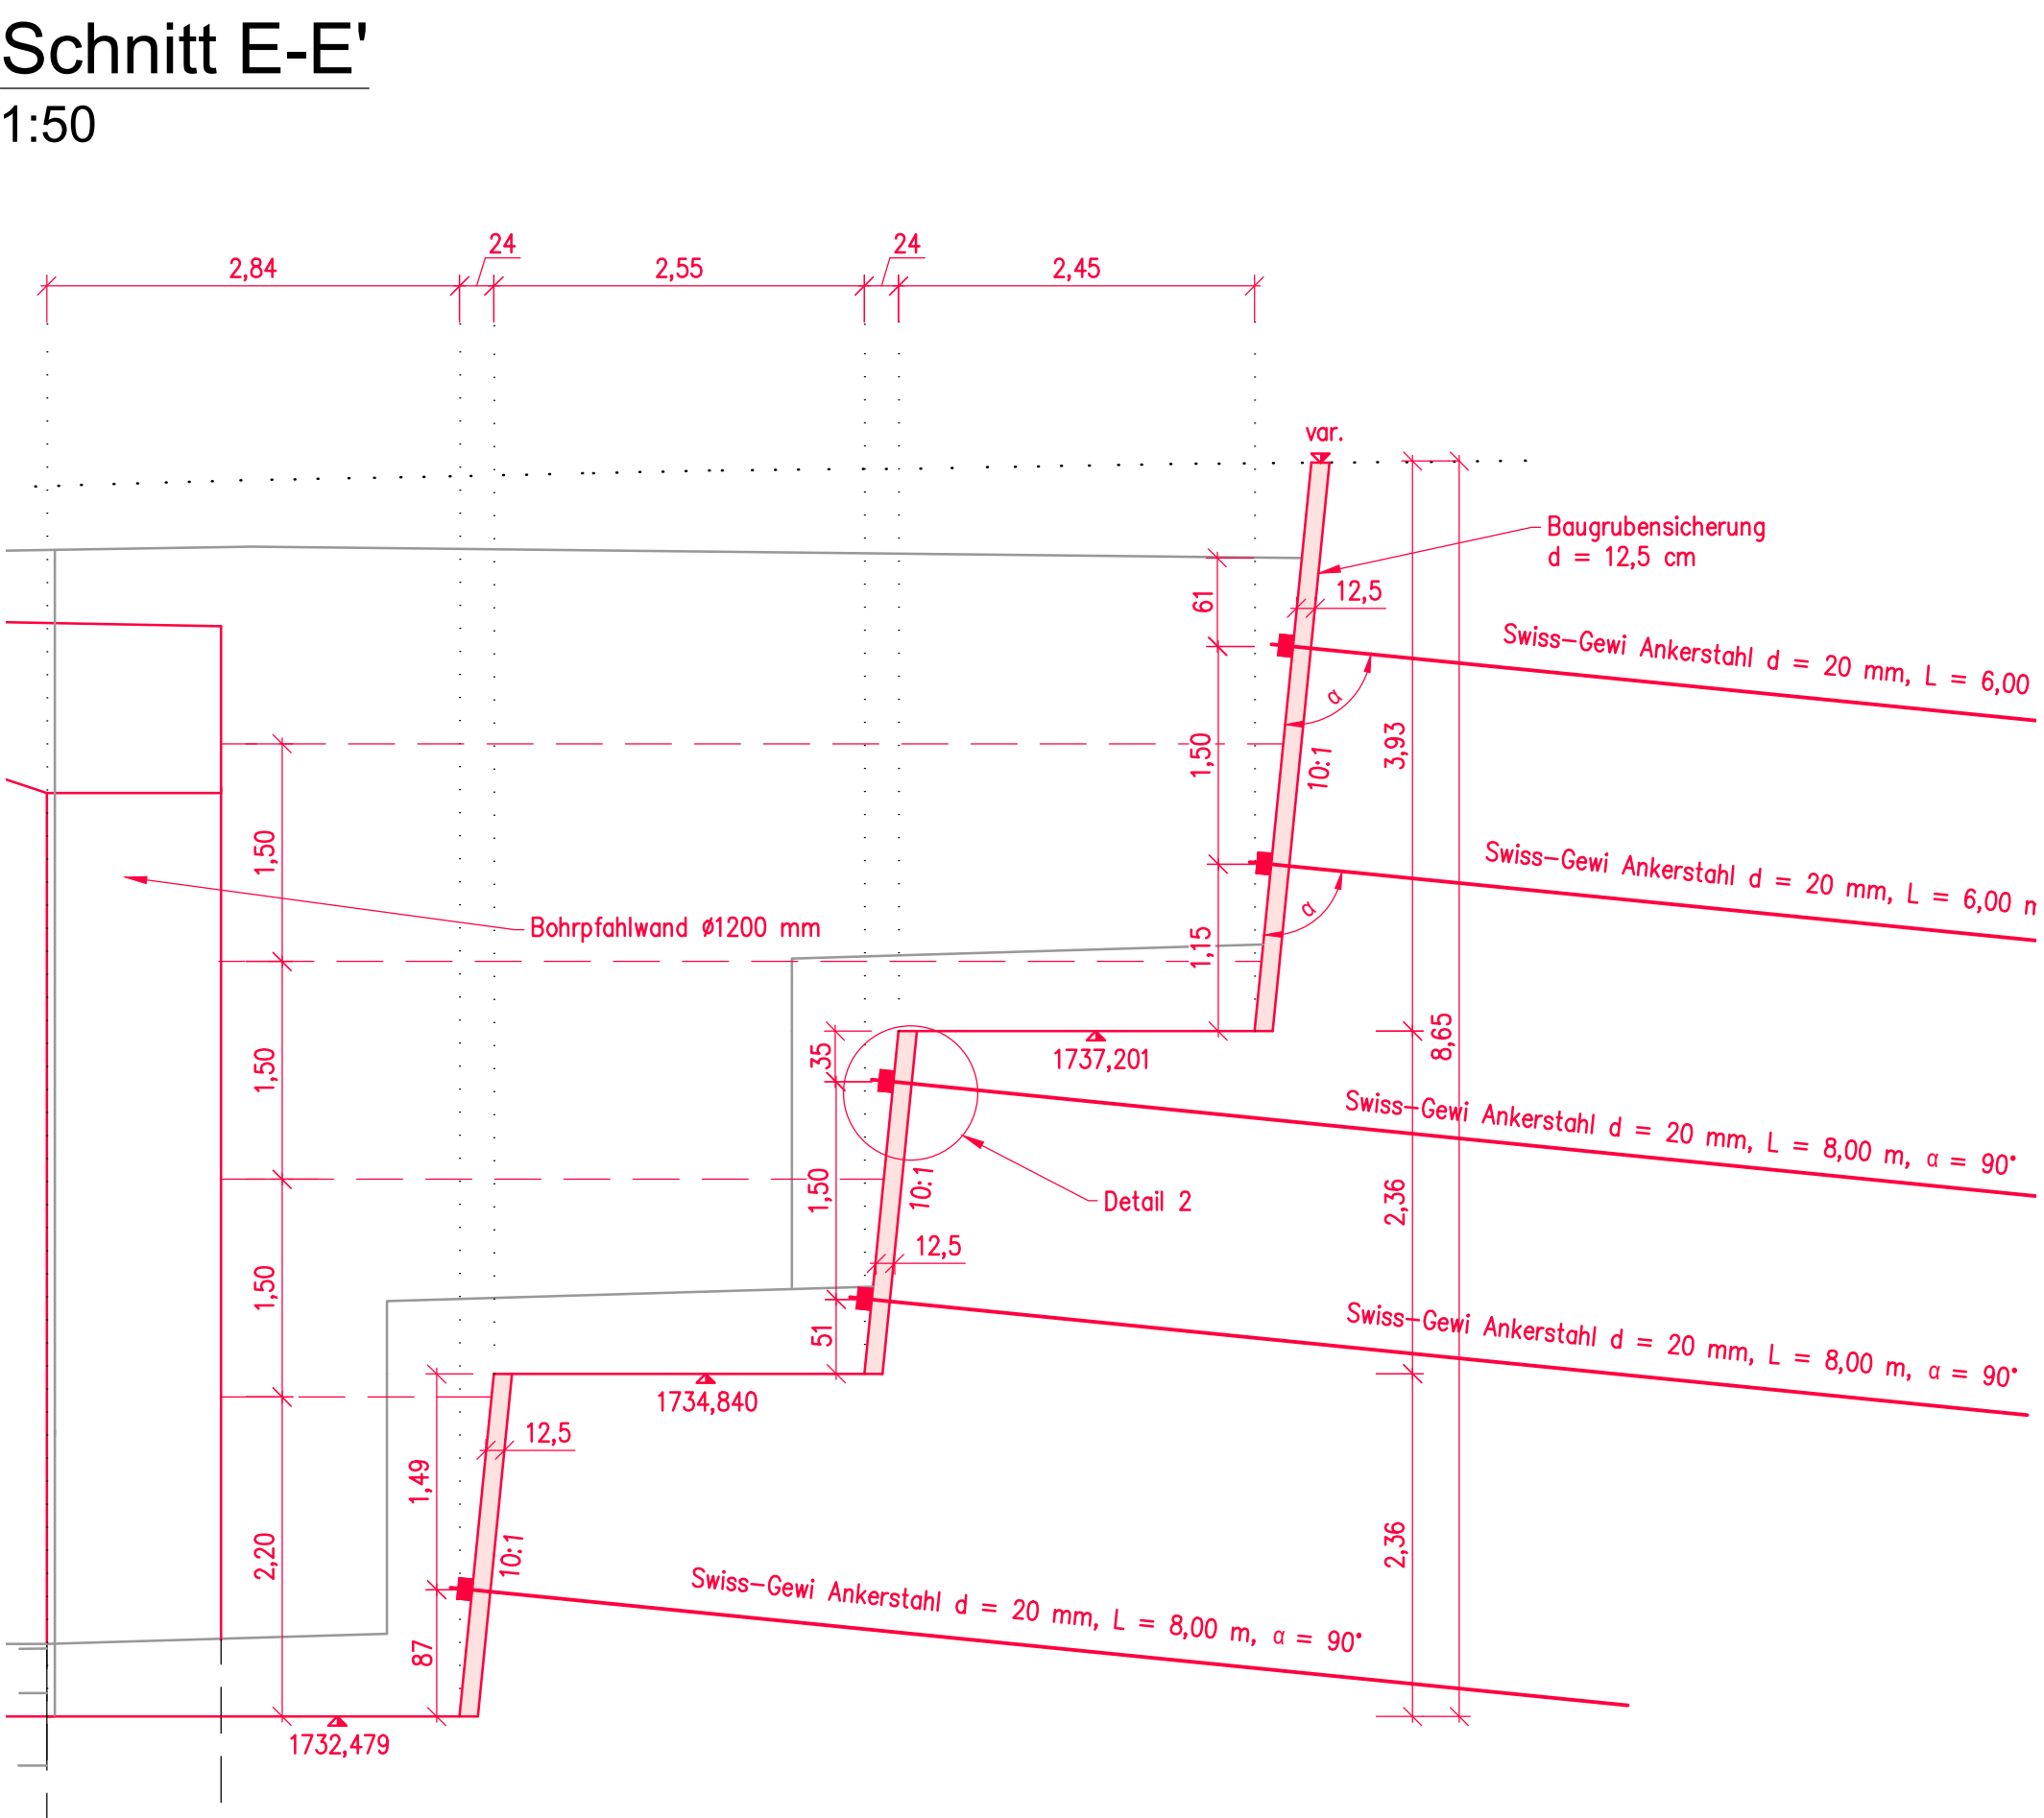 Schnitt E-E'
1:50
24
24
2,84
2,55
2,45
var.
Baugrubensicherung
d = 12,5 cm
61
12,5
Swiss-Gewi Ankerstahl d = 20 mm, L = 6,00
α
3,93
1,50
10:1
1,50
Swiss-Gewi Ankerstahl d = 20 mm, L = 6,00
α
Bohrpfahlwand ø1200 mm
1,15
8,65
35
1737,201
1,50
Swiss-Gewi Ankerstahl d = 20 mm, L = 8,00 m, α = 90°
1,50
10:1
Detail 2
2,36
12,5
1,50
51
Swiss-Gewi Ankerstahl d = 20 mm, L = 8,00 m, α = 90°
1734,840
12,5
1,49
2,20
10:1
2,36
Swiss-Gewi Ankerstahl d = 20 mm, L = 8,00 m, α = 90°
87
1732,479